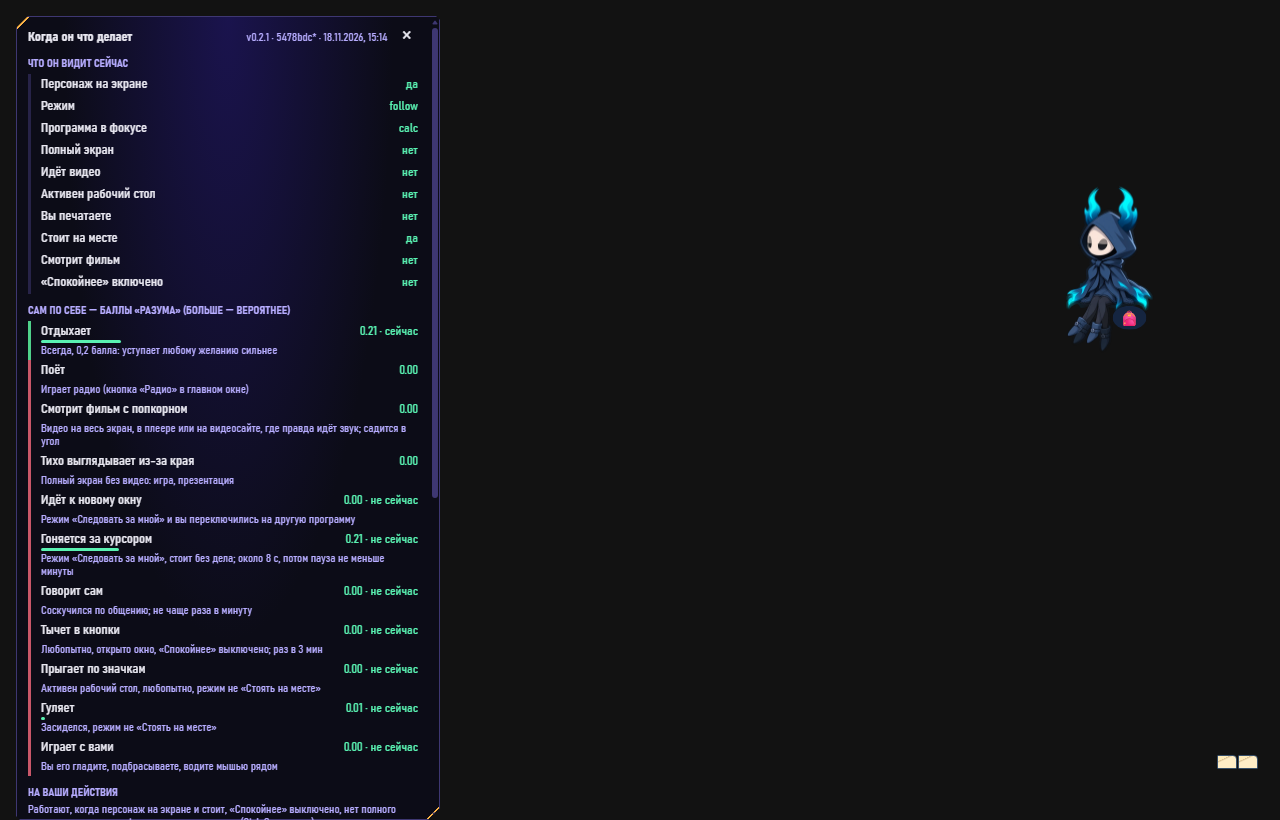 Когда он что делает
v0.2.1 · 5478bdc* · 18.11.2026, 15:14 ×
ЧТО ОН ВИДИТ СЕЙЧАС
Персонаж на экране да
Режим follow
Программа в фокусе calc
Полный экран нет
Идёт видео нет
Активен рабочий стол нет
Вы печатаете нет
Стоит на месте да
Смотрит фильм нет
«Спокойнее» включено нет
САМ ПО СЕБЕ — БАЛЛЫ «РАЗУМА» (БОЛЬШЕ — ВЕРОЯТНЕЕ)
Отдыхает 0.21 · сейчас
Всегда, 0,2 балла: уступает любому желанию сильнее
Поёт 0.00
Играет радио (кнопка «Радио» в главном окне)
Смотрит фильм с попкорном 0.00
Видео на весь экран, в плеере или на видеосайте, где правда идёт звук; садится в
угол
Тихо выглядывает из-за края 0.00
Полный экран без видео: игра, презентация
Идёт к новому окну 0.00 · не сейчас
Режим «Следовать за мной» и вы переключились на другую программу
Гоняется за курсором 0.21 · не сейчас
Режим «Следовать за мной», стоит без дела; около 8 с, потом пауза не меньше
минуты
Говорит сам 0.00 · не сейчас
Соскучился по общению; не чаще раза в минуту
Тычет в кнопки 0.00 · не сейчас
Любопытно, открыто окно, «Спокойнее» выключено; раз в 3 мин
Прыгает по значкам 0.00 · не сейчас
Активен рабочий стол, любопытно, режим не «Стоять на месте»
Гуляет 0.01 · не сейчас
Засиделся, режим не «Стоять на месте»
Играет с вами 0.00 · не сейчас
Вы его гладите, подбрасываете, водите мышью рядом
НА ВАШИ ДЕЙСТВИЯ
Работают, когда персонаж на экране и стоит, «Спокойнее» выключено, нет полного